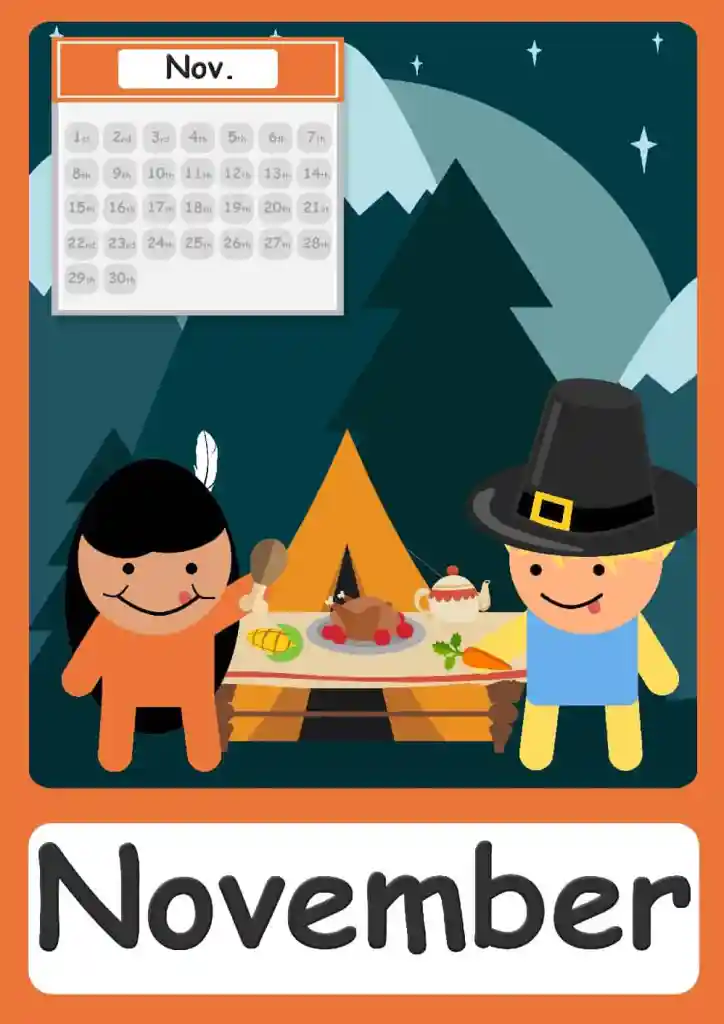 Nov.
1st 2nd 3rd 4th 5th 6th 7th
8th 9th 10th 11th 12th 13th 14th
15th 16th 17th 18th 19th 20th 21st
22nd 23rd 24th 25th 26th 27th 28th
29th 30th
November